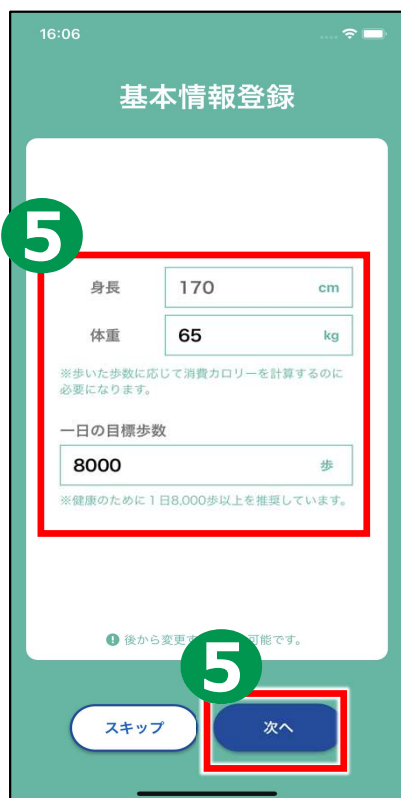 16:06
基本情報登録
5
身長 170 cm
体重 65 kg
※歩いた歩数に応じて消費カロリーを計算するのに
必要になります。
一日の目標歩数
8000 歩
※健康のために1日8,000歩以上を推奨しています。
後から変更す 可能です。
5
スキップ 次へ